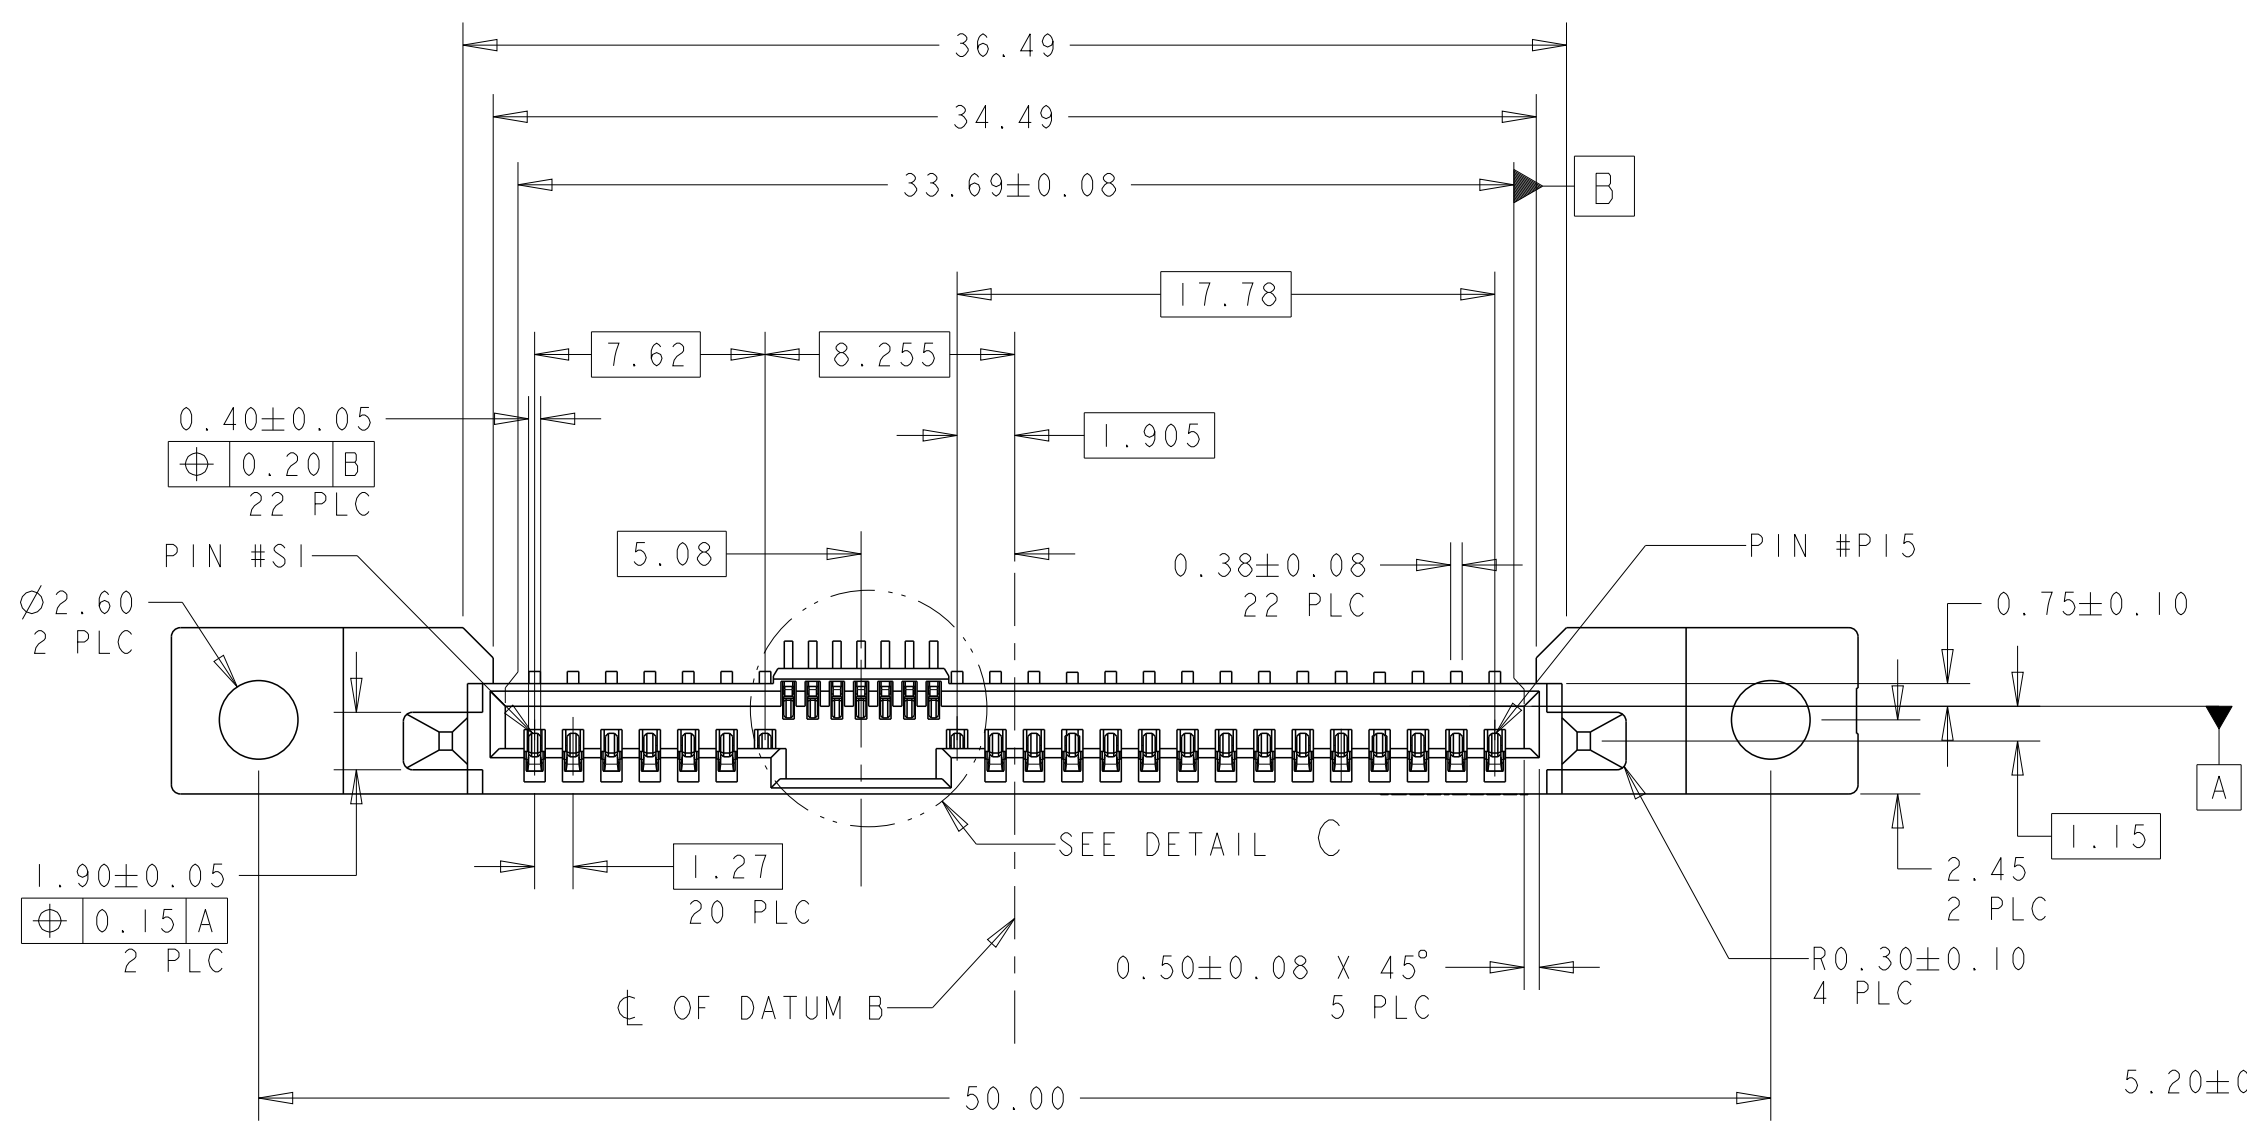 36.49
34.49
33.69±0.08
B
17.78
7.62
8.255
0.40±0.05
1.905
⌖ 0.20 B
22 PLC
5.08
PIN #S1
0.38±0.08
22 PLC
PIN #P15
Ø2.60
2 PLC
0.75±0.10
A
1.15
SEE DETAIL C
1.90±0.05
⌖ 0.15 A
2 PLC
1.27
20 PLC
2.45
2 PLC
0.50±0.08 X 45°
5 PLC
R0.30±0.10
4 PLC
℄ OF DATUM B
50.00
5.20±0